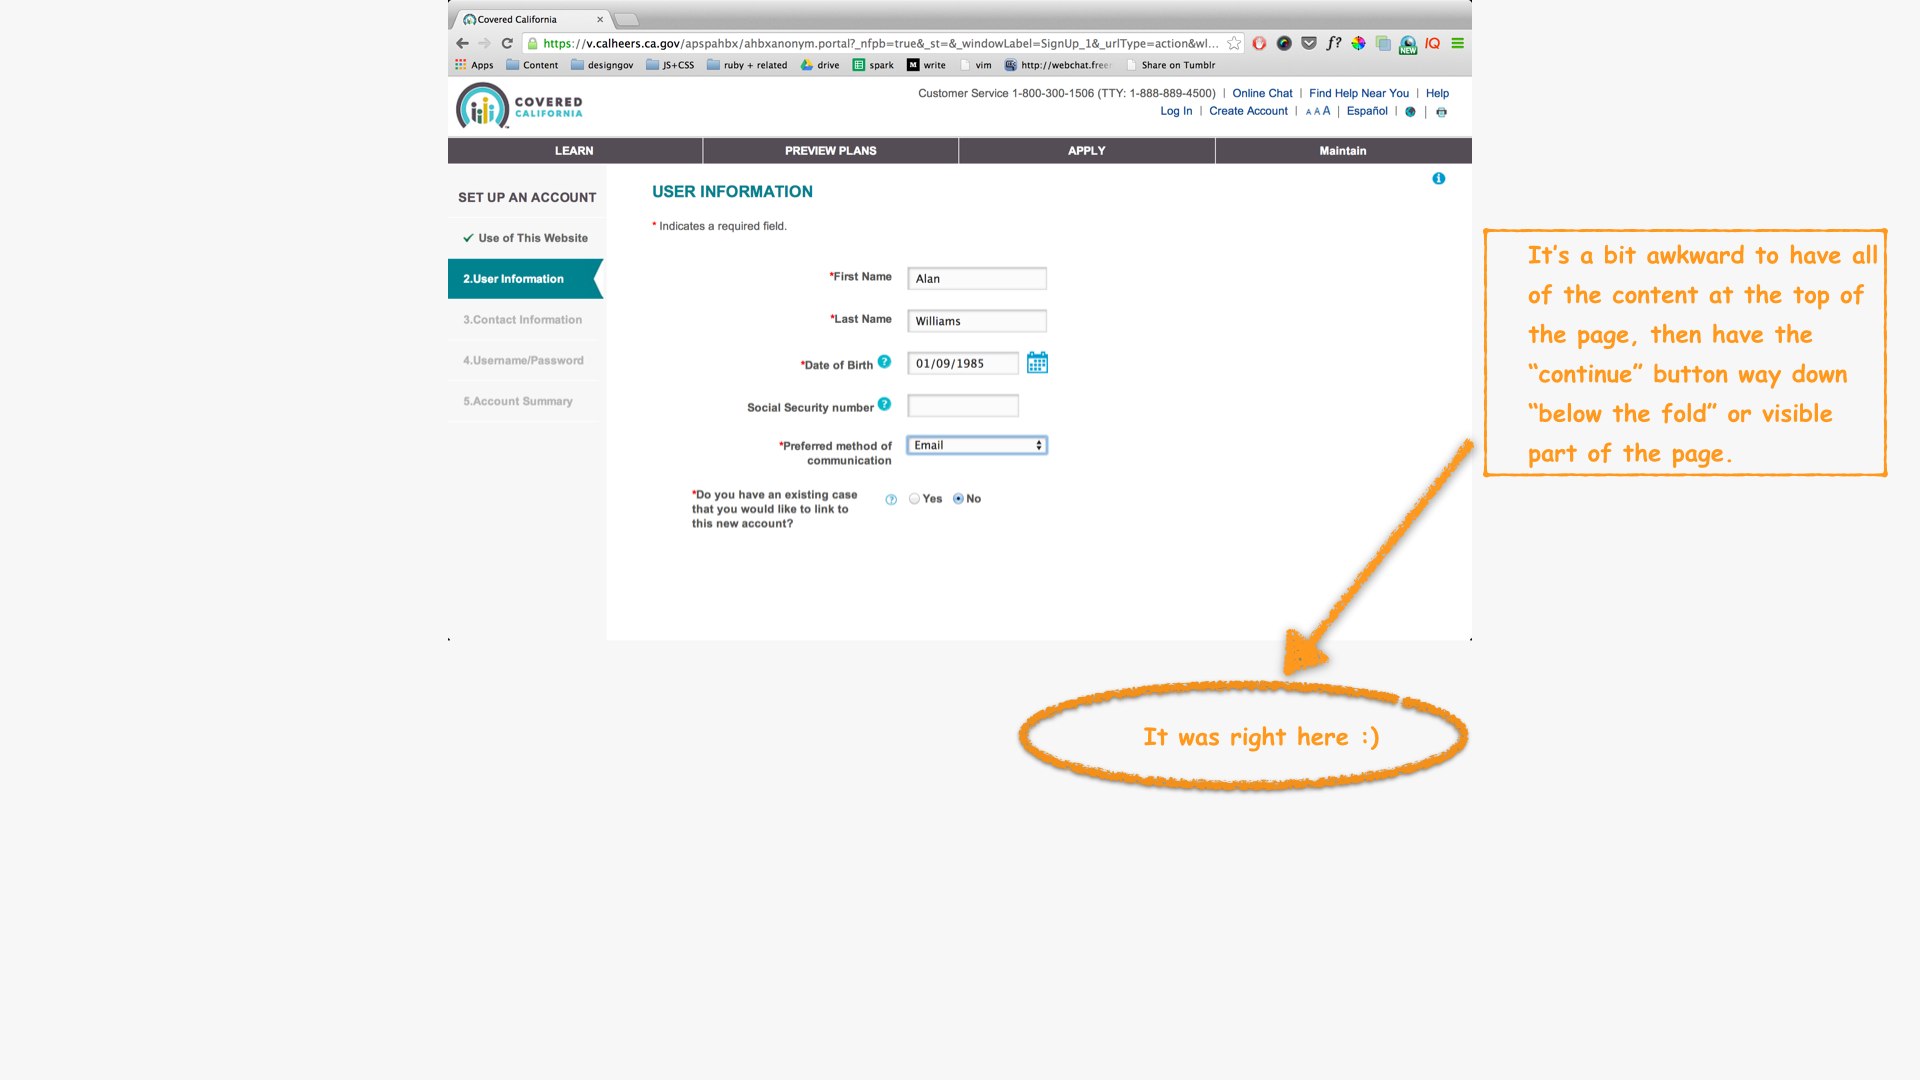 Covered California
https://v.calheers.ca.gov/apspahbx/ahbxanonym.portal?_nfpb=true&_st=&_windowLabel=SignUp_1&_urlType=action&wl...
f? NEW IQ
Apps Content designgov JS+CSS ruby + related drive spark write vim http://webchat.free Share on Tumblr
COVERED
CALIFORNIA
Customer Service 1-800-300-1506 (TTY: 1-888-889-4500) | Online Chat | Find Help Near You | Help
Log In | Create Account | A A A | Español | |
LEARN PREVIEW PLANS APPLY Maintain
SET UP AN ACCOUNT
Use of This Website
2.User Information
3.Contact Information
4.Username/Password
5.Account Summary
USER INFORMATION
* Indicates a required field.
*First Name Alan
*Last Name Williams
*Date of Birth ? 01/09/1985
Social Security number ?
*Preferred method of
communication Email
*Do you have an existing case
that you would like to link to
this new account? ? Yes No
It's a bit awkward to have all
of the content at the top of
the page, then have the
“continue” button way down
“below the fold” or visible
part of the page.
It was right here :)